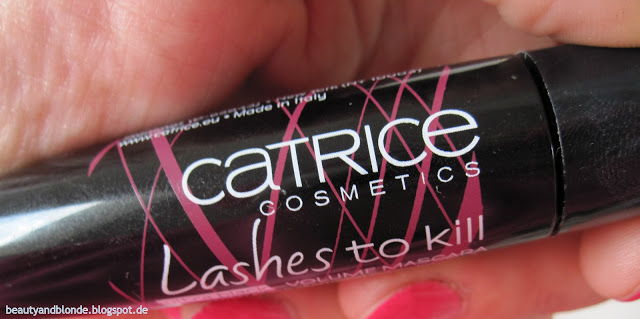 www.catrice.eu • Made in Italy
CATRICE
COSMETICS
Lashes to kill
VOLUME MASCARA
beautyandblonde.blogspot.de